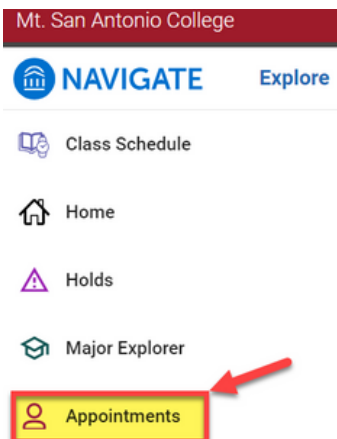 Mt. San Antonio College
NAVIGATE Explore
Class Schedule
Home
Holds
Major Explorer
Appointments